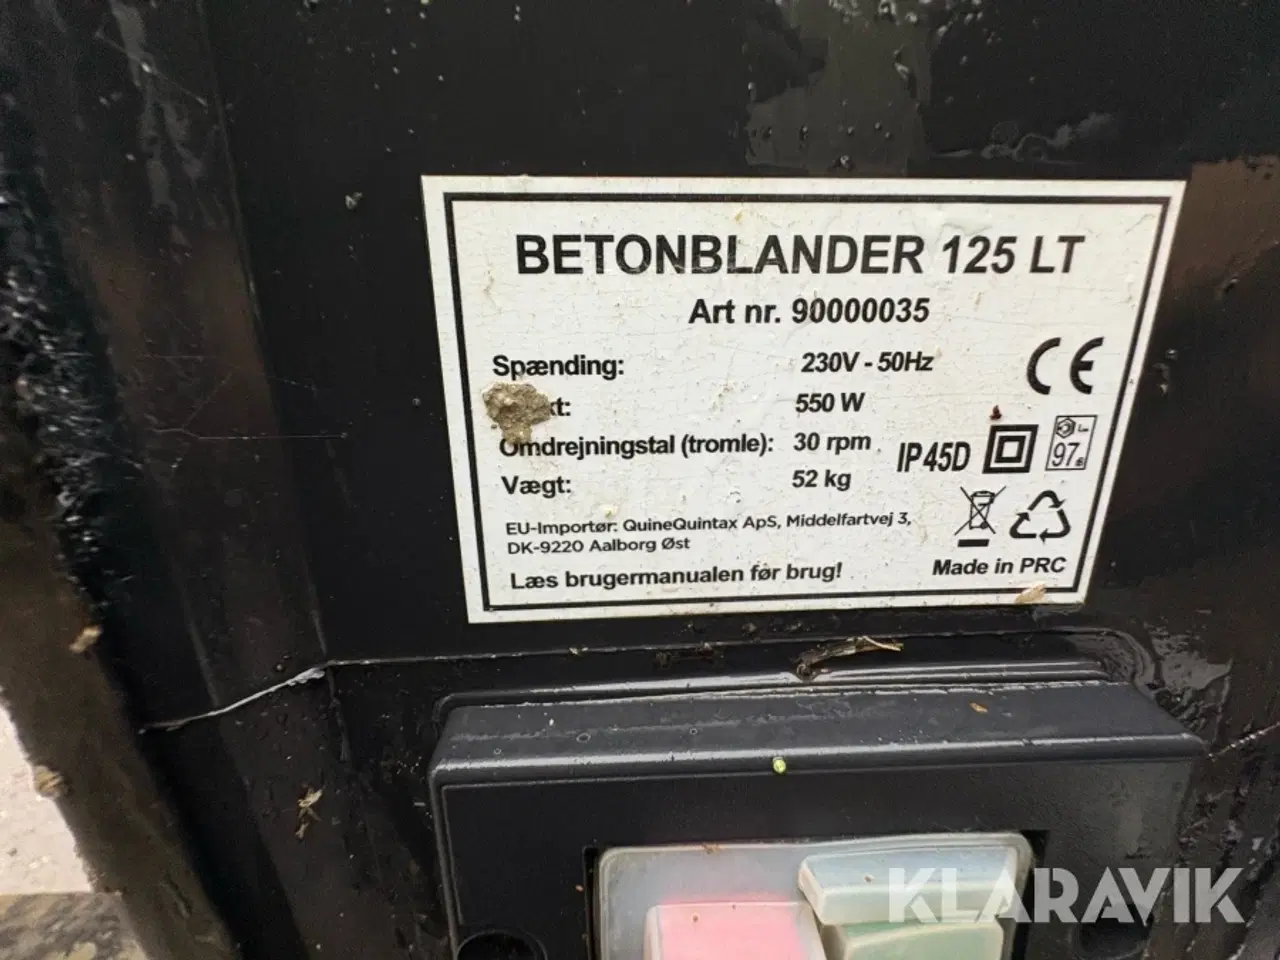 BETONBLANDER 125 LT
Art nr. 90000035
Spænding: 230V - 50Hz
550 W
Omdrejningstal (tromle): 30 rpm
Vægt: 52 kg
CE
IP45D
97
EU-Importør: QuineQuintax ApS, Middelfartvej 3,
DK-9220 Aalborg Øst
Læs brugermanualen før brug!
Made in PRC
KLARAVIK